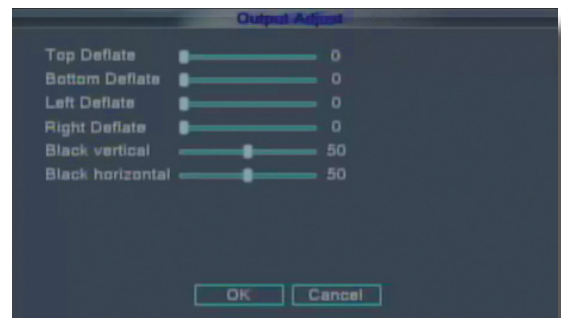 Output Adjust
Top Deflate 0
Bottom Deflate 0
Left Deflate 0
Right Deflate 0
Black vertical 50
Black horizontal 50
OK Cancel